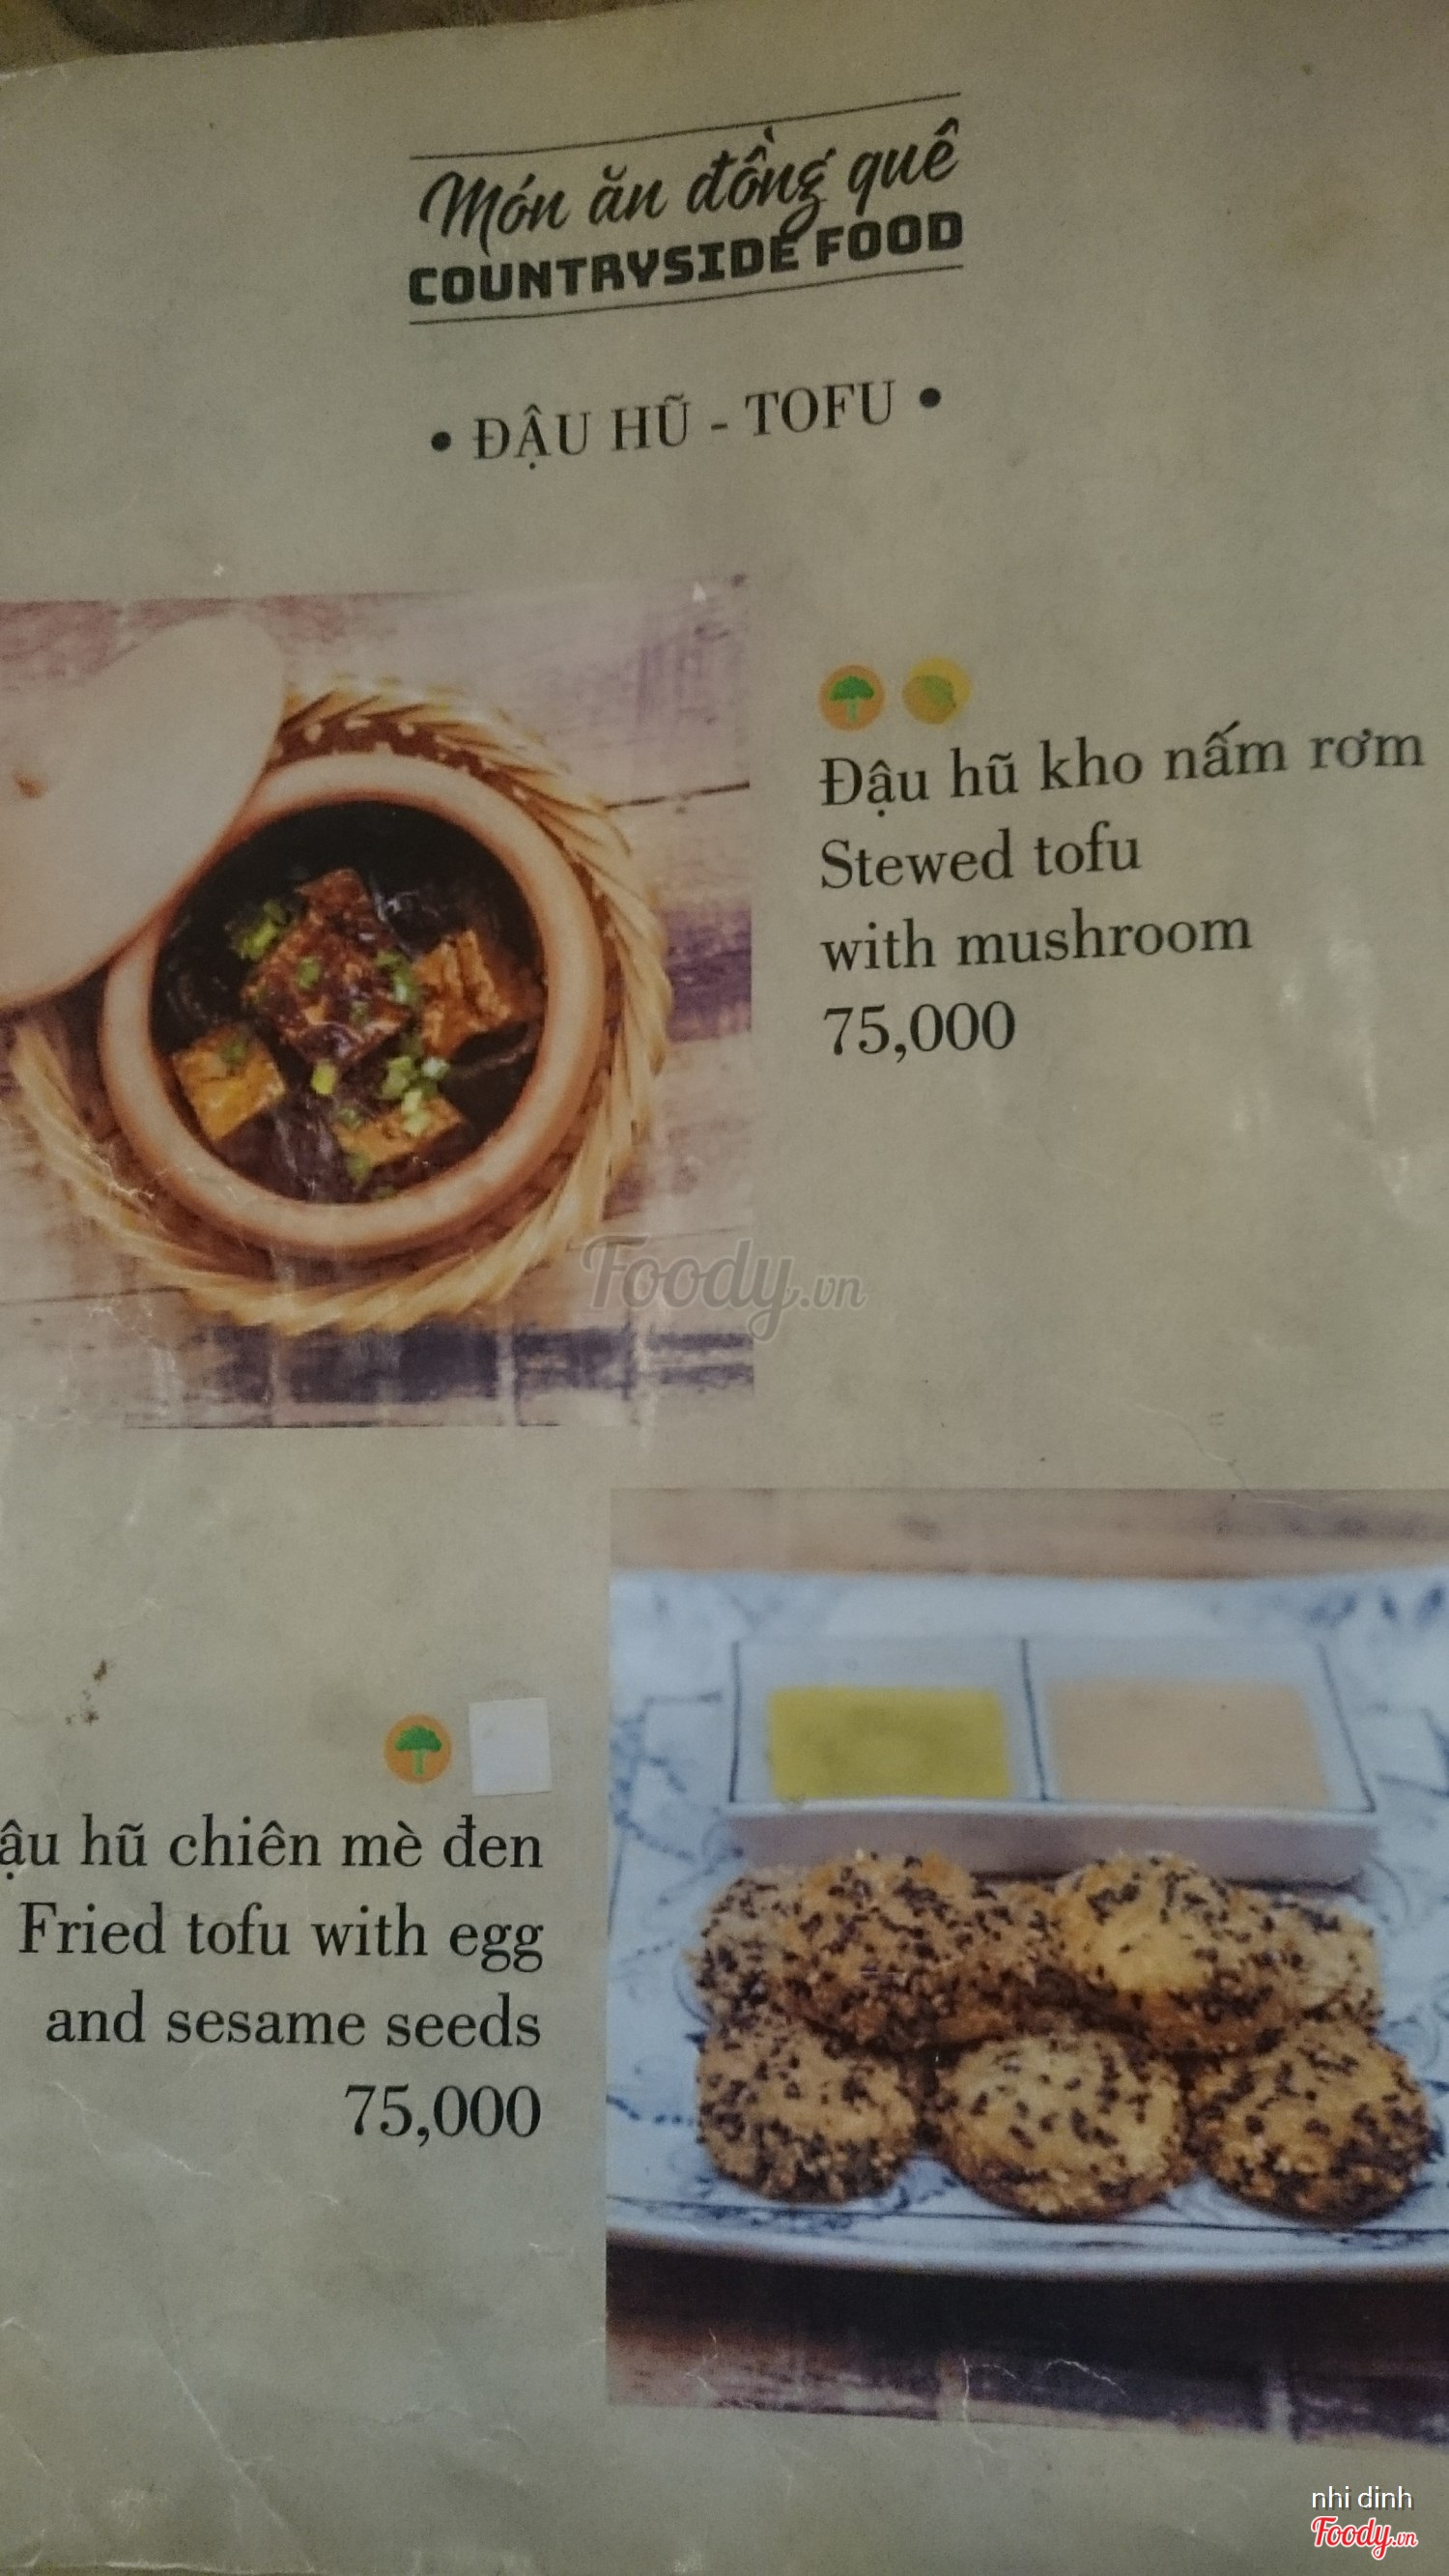 Món ăn đồng quê
COUNTRYSIDE FOOD
• ĐẬU HŨ - TOFU •
Đậu hũ kho nấm rơm
Stewed tofu
with mushroom
75,000
Foody.vn
ậu hũ chiên mè đen
Fried tofu with egg
and sesame seeds
75,000
nhi dinh
Foody.vn